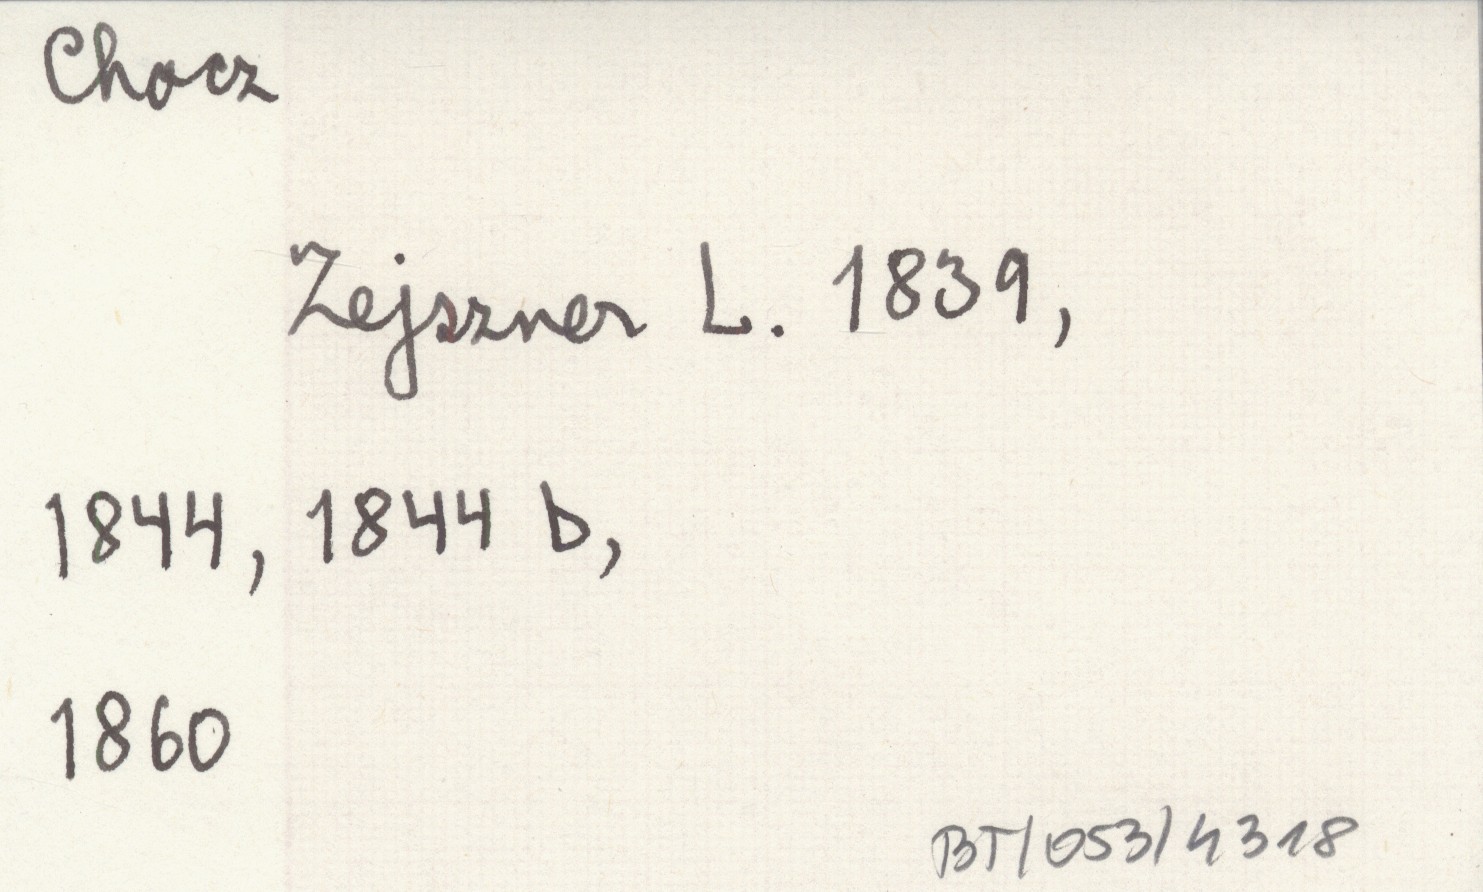 Chocz
Zejszner L. 1839,
1844, 1844 b,
1860
BT/053/4318